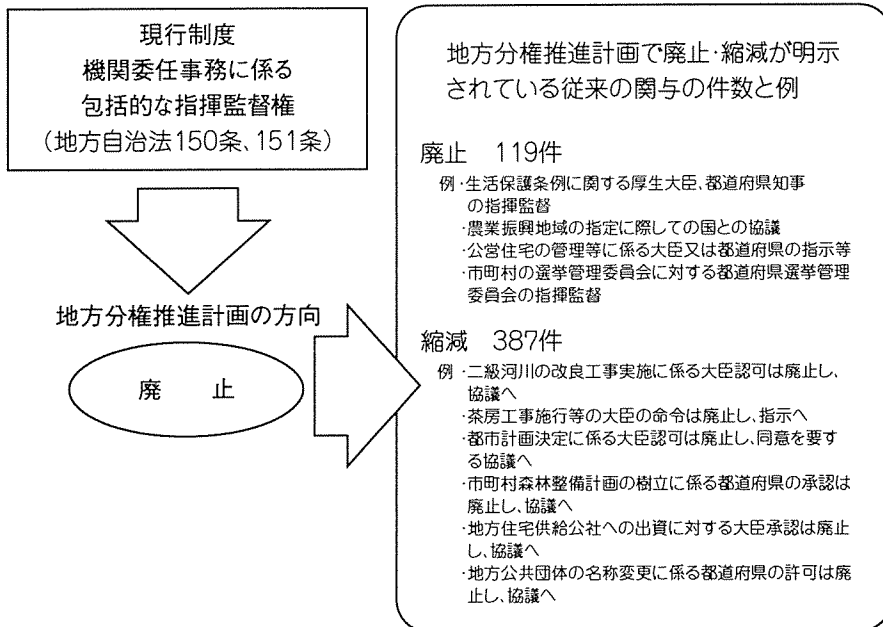 現行制度
機関委任事務に係る
包括的な指揮監督権
（地方自治法150条、151条）
地方分権推進計画の方向
廃　止
地方分権推進計画で廃止・縮減が明示
されている従来の関与の件数と例
廃止　119件
例・生活保護条例に関する厚生大臣、都道府県知事
の指揮監督
・農業振興地域の指定に際しての国との協議
・公営住宅の管理等に係る大臣又は都道府県の指示等
・市町村の選挙管理委員会に対する都道府県選挙管理
委員会の指揮監督
縮減　387件
例・二級河川の改良工事実施に係る大臣認可は廃止し、
協議へ
・茶房工事施行等の大臣の命令は廃止し、指示へ
・都市計画決定に係る大臣認可は廃止し、同意を要す
る協議へ
・市町村森林整備計画の樹立に係る都道府県の承認は
廃止し、協議へ
・地方住宅供給公社への出資に対する大臣承認は廃止
し、協議へ
・地方公共団体の名称変更に係る都道府県の許可は廃
止し、協議へ